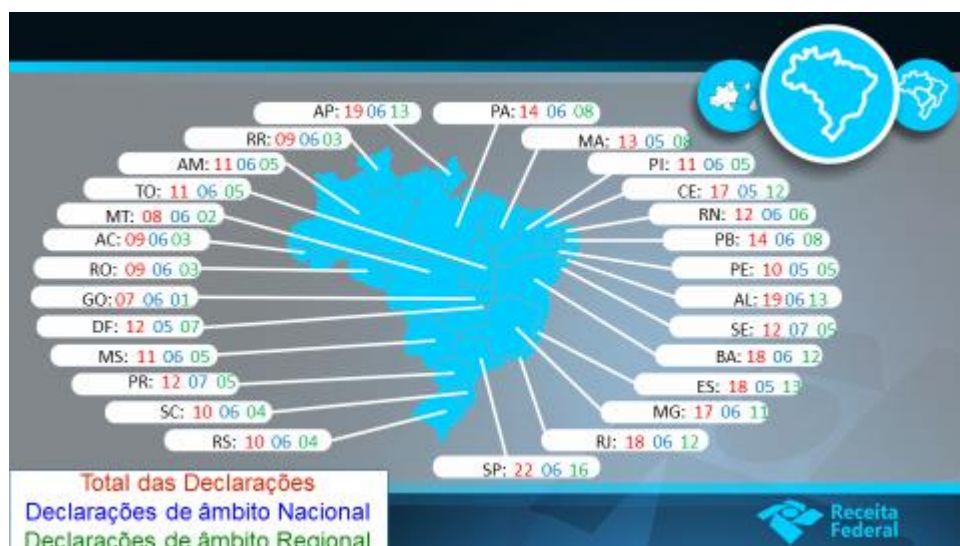 AP: 19 06 13
PA: 14 06 08
RR: 09 06 03
MA: 13 05 08
AM: 11 06 05
PI: 11 06 05
TO: 11 06 05
CE: 17 05 12
MT: 08 06 02
RN: 12 06 06
AC: 09 06 03
PB: 14 06 08
RO: 09 06 03
PE: 10 05 05
GO: 07 06 01
AL: 19 06 13
DF: 12 05 07
SE: 12 07 05
MS: 11 06 05
BA: 18 06 12
PR: 12 07 05
ES: 18 05 13
SC: 10 06 04
MG: 17 06 11
RS: 10 06 04
RJ: 18 06 12
SP: 22 06 16
Total das Declarações
Declarações de âmbito Nacional
Declarações de âmbito Regional
Receita
Federal